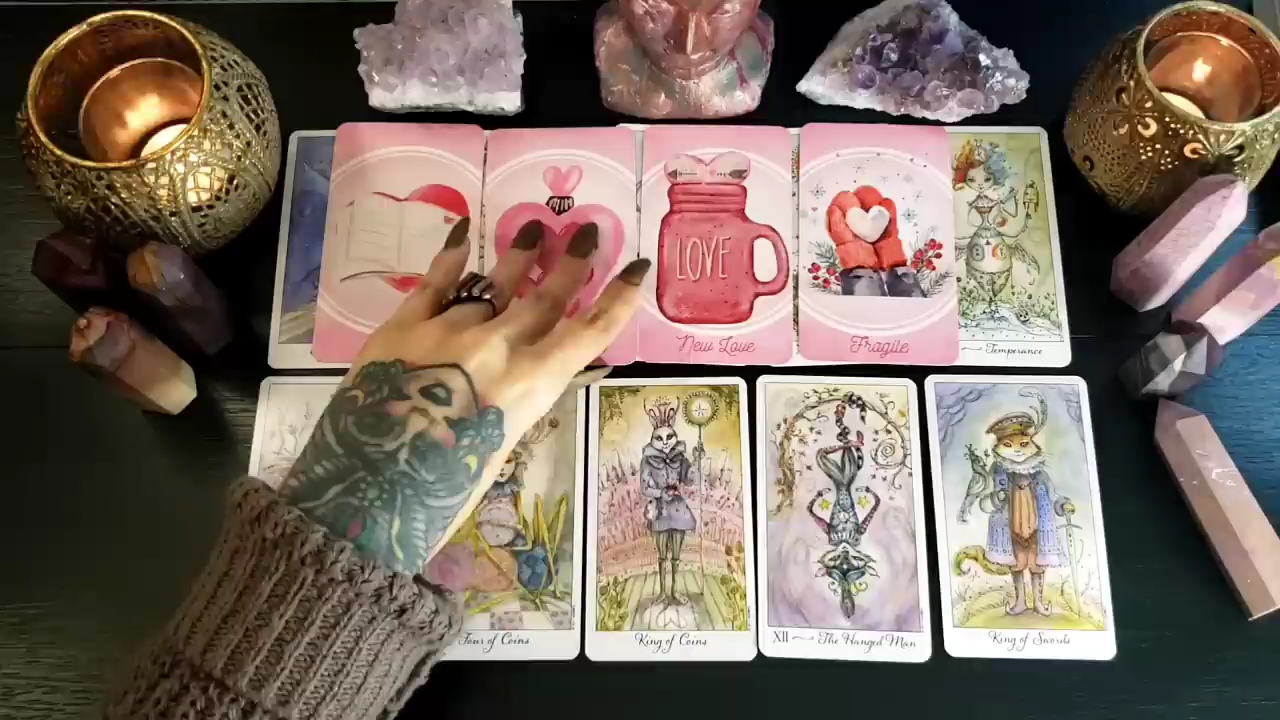 LOVE
New Love
Fragile
Temperance
Four of Coins
King of Coins
XII The Hanged Man
King of Swords